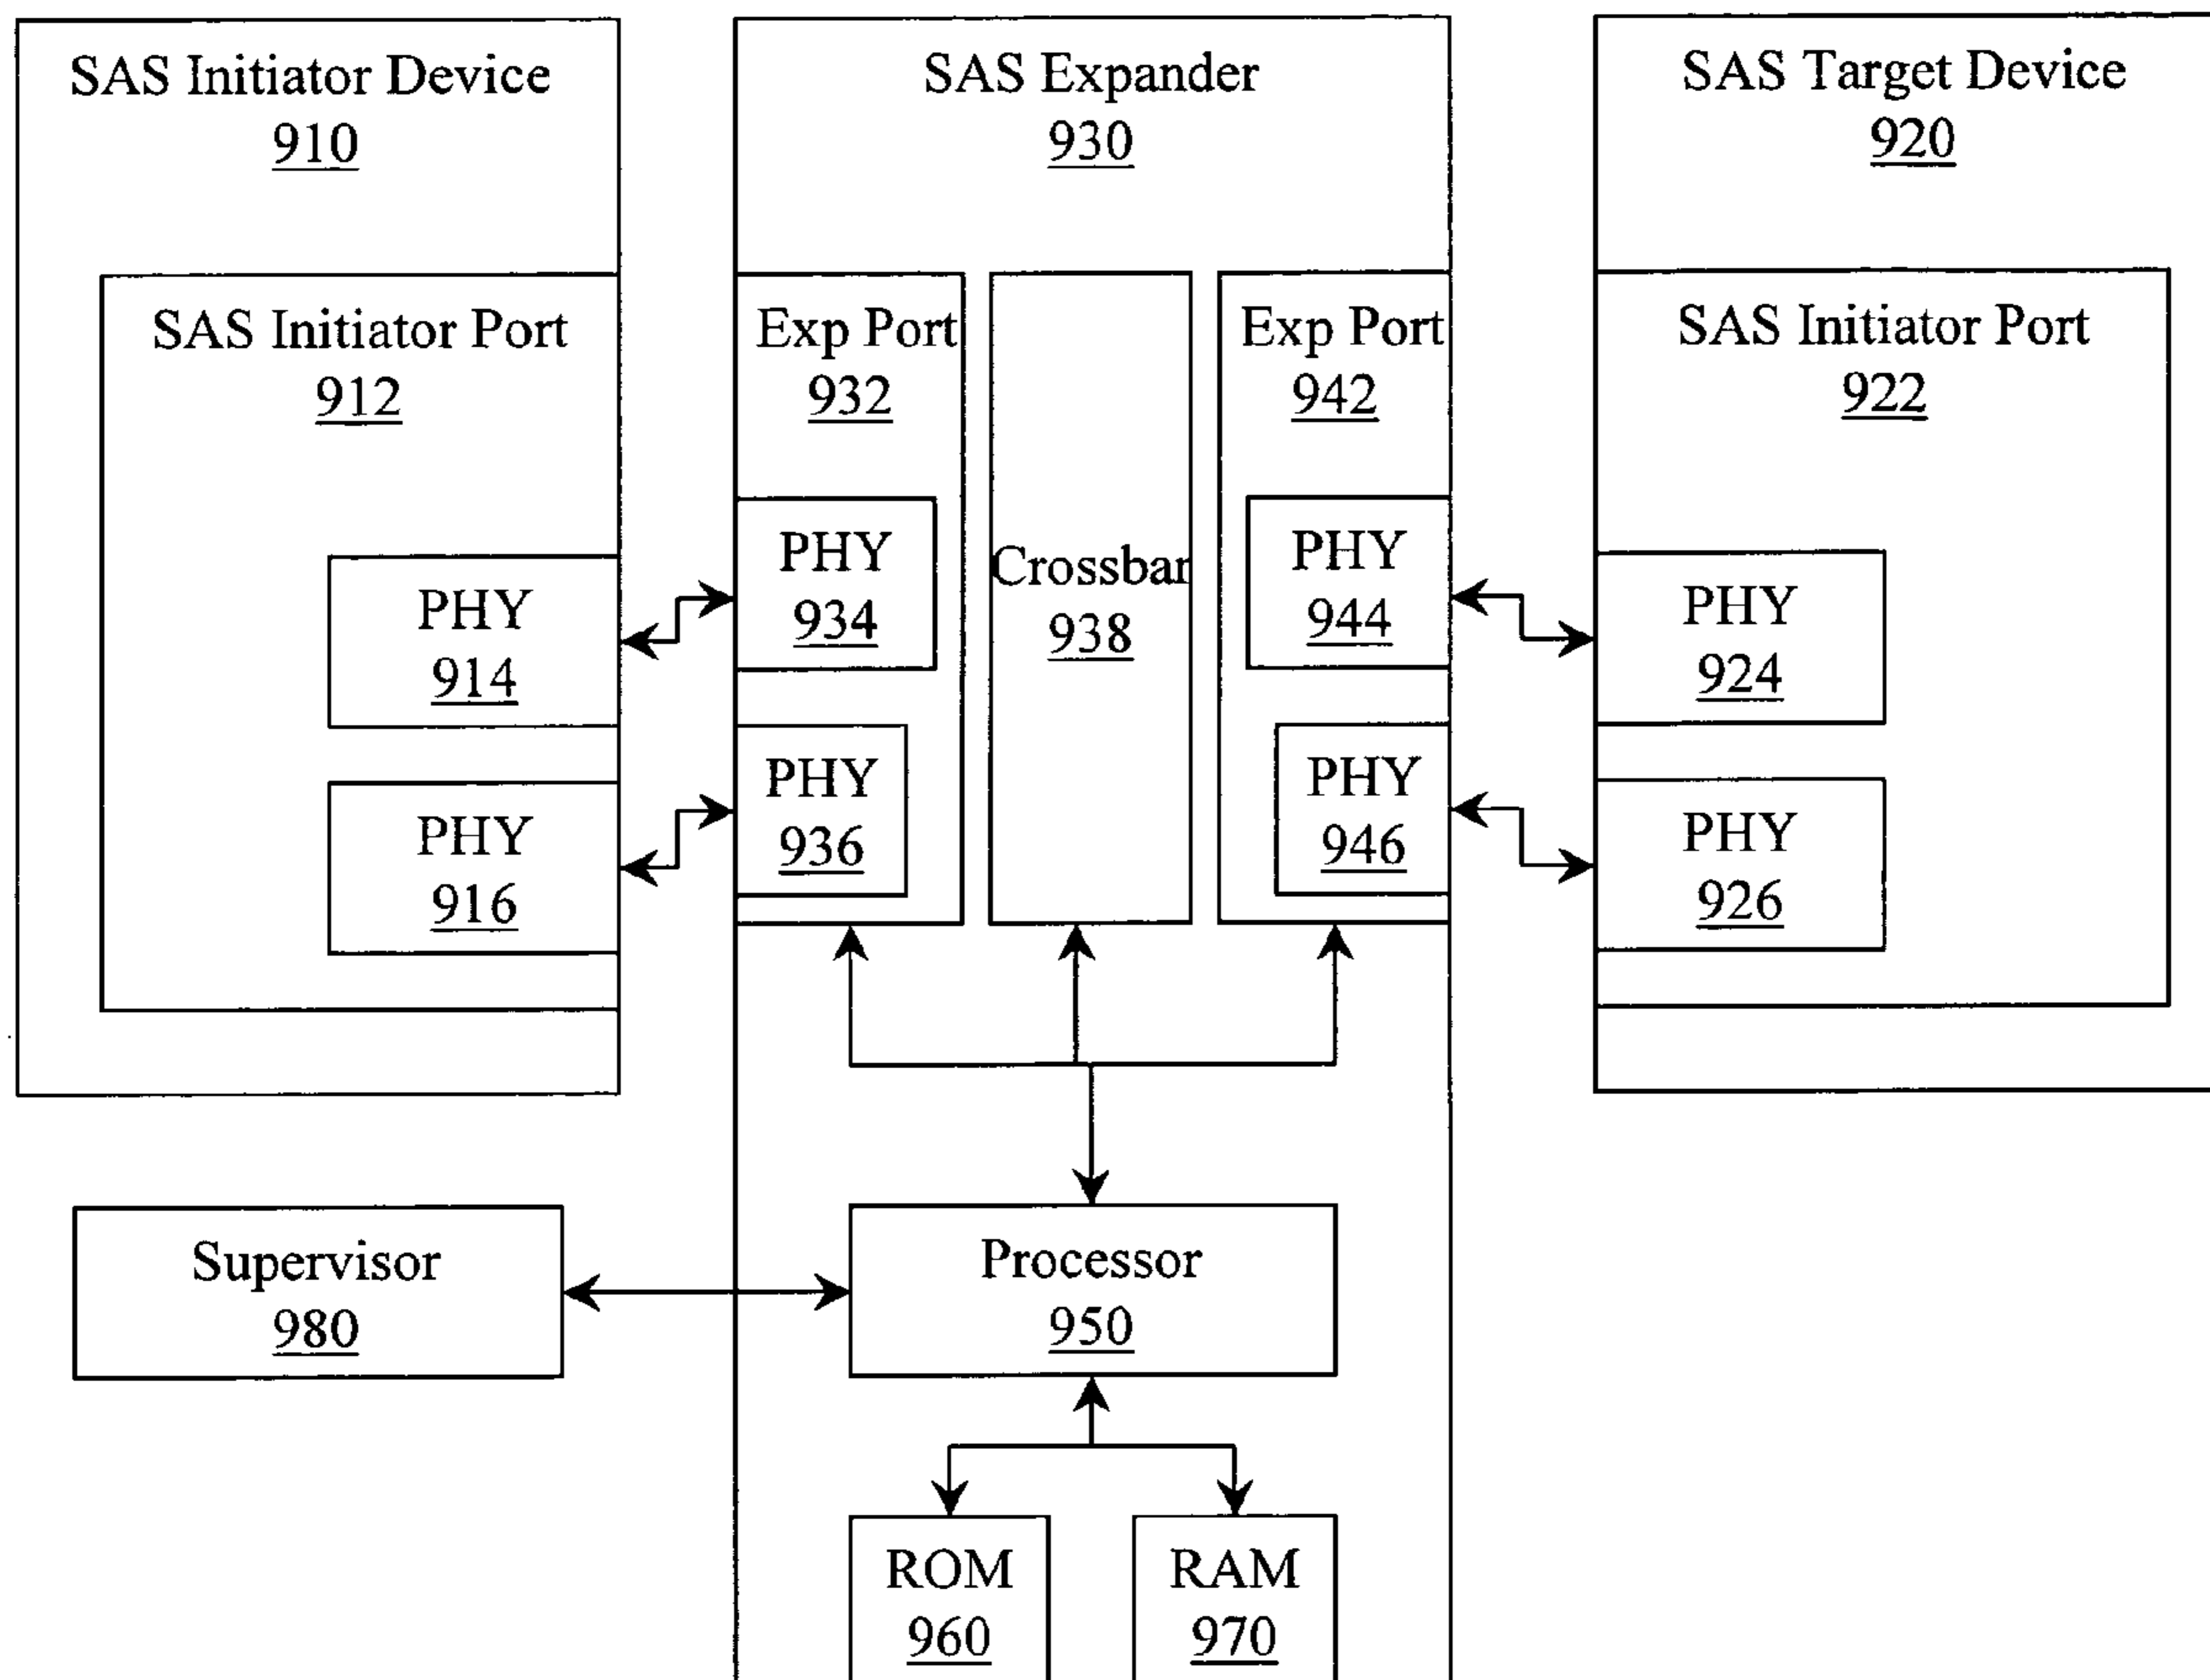 SAS Initiator Device
910
SAS Expander
930
SAS Target Device
920
SAS Initiator Port
912
Exp Port
932
Exp Port
942
SAS Initiator Port
922
PHY
914
PHY
916
PHY
934
PHY
936
Crossbar
938
PHY
944
PHY
946
PHY
924
PHY
926
Supervisor
980
Processor
950
ROM
960
RAM
970